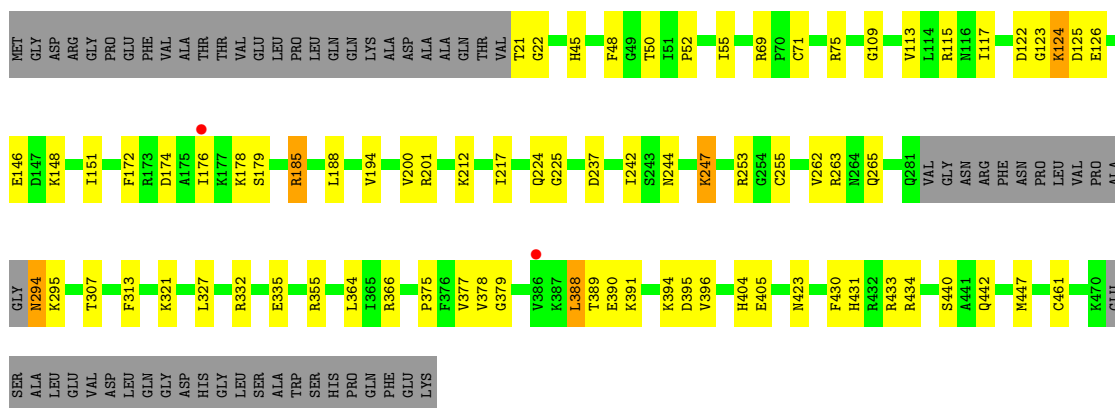 MET GLY ASP ARG GLY PRO GLU PHE VAL ALA THR THR VAL GLU LEU PRO LEU GLN GLN LYS ALA ASP ALA ALA GLN THR VAL T21 G22 H45 F48 G49 T50 I51 P52 I55 R69 P70 C71 R75 G109 V113 L114 R115 N116 I117 D122 G123 K124 D125 E126
E146 D147 K148 I151 F172 R173 D174 A175 I176 K177 K178 S179 R185 L188 V194 V200 R201 K212 I217 Q224 G225 D237 I242 S243 N244 K247 R253 G254 C255 V262 R263 N264 Q265 Q281 VAL GLY ASN ARG PHE ASN PRO LEU VAL PRO ALA
GLY N294 K295 T307 F313 K321 L327 R332 E335 R355 L364 I365 R366 P375 F376 V377 V378 G379 V386 K387 L388 T389 E390 K391 K394 D395 V396 H404 E405 N423 F430 H431 R432 R433 R434 S440 A441 Q442 M447 C461 K470 GLU
SER ALA LEU GLU VAL ASP LEU GLN GLY ASP HIS GLY LEU SER ALA TRP SER HIS PRO GLN PHE GLU LYS